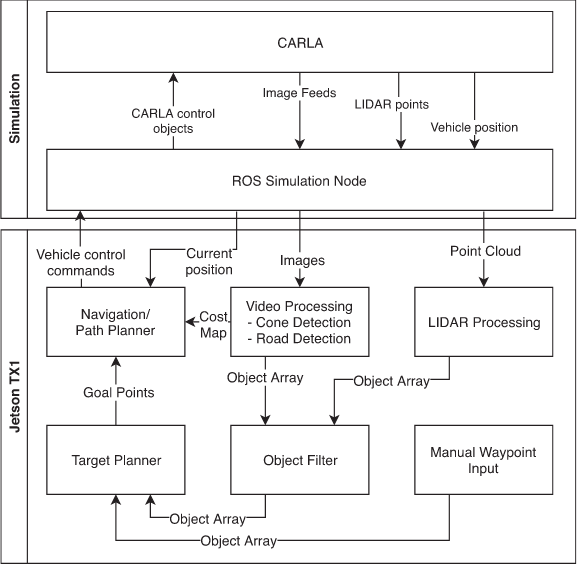 Simulation
CARLA
CARLA control
objects
Image Feeds
LIDAR points
Vehicle position
ROS Simulation Node
Jetson TX1
Vehicle control
commands
Current
position
Images
Point Cloud
Navigation/
Path Planner
Cost
Map
Video Processing
- Cone Detection
- Road Detection
LIDAR Processing
Goal Points
Object Array
Object Array
Target Planner
Object Filter
Manual Waypoint
Input
Object Array
Object Array